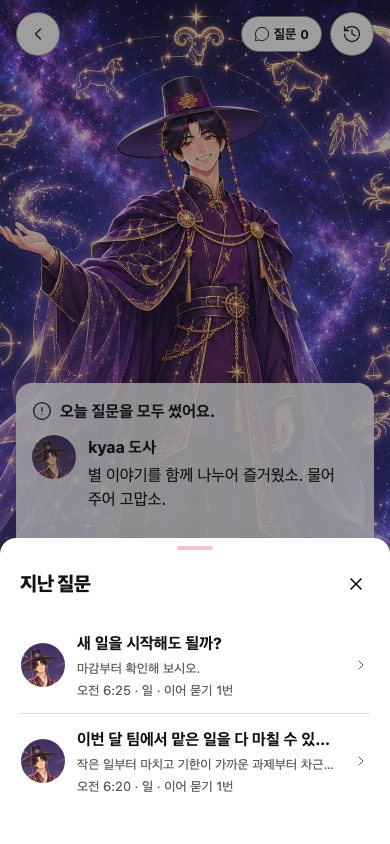 질문 0
오늘 질문을 모두 썼어요.
kyaa 도사
별 이야기를 함께 나누어 즐거웠소. 물어
주어 고맙소.
지난 질문
새 일을 시작해도 될까?
마감부터 확인해 보시오.
오전 6:25 · 일 · 이어 묻기 1번
이번 달 팀에서 맡은 일을 다 마칠 수 있...
작은 일부터 마치고 기한이 가까운 과제부터 차근...
오전 6:20 · 일 · 이어 묻기 1번